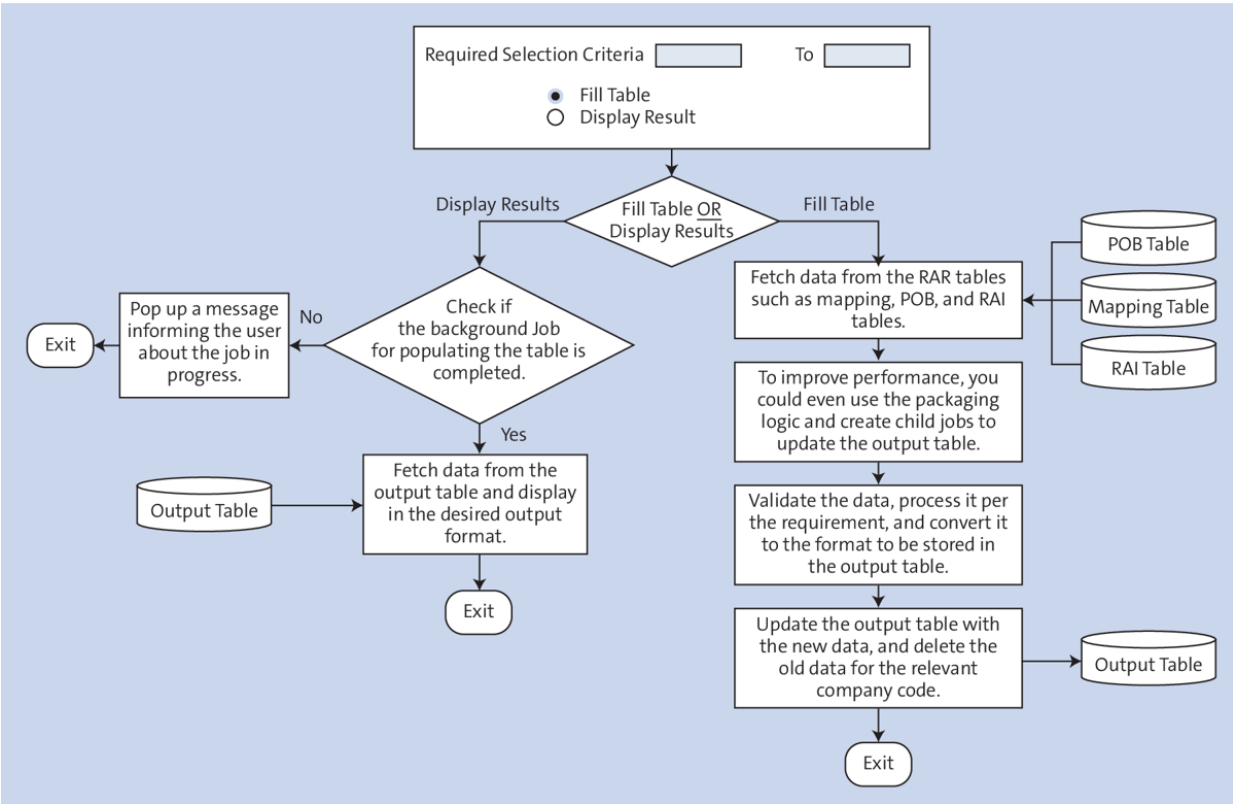 Required Selection Criteria
To
Fill Table
Display Result
Fill Table OR
Display Results
Display Results
Fill Table
Check if
the background Job
for populating the table is
completed.
No
Pop up a message
informing the user
about the job in
progress.
Exit
Yes
Fetch data from the
output table and display
in the desired output
format.
Output Table
Exit
Fetch data from the RAR tables
such as mapping, POB, and RAI
tables.
POB Table
Mapping Table
RAI Table
To improve performance, you
could even use the packaging
logic and create child jobs to
update the output table.
Validate the data, process it per
the requirement, and convert it
to the format to be stored in
the output table.
Update the output table with
the new data, and delete the
old data for the relevant
company code.
Output Table
Exit